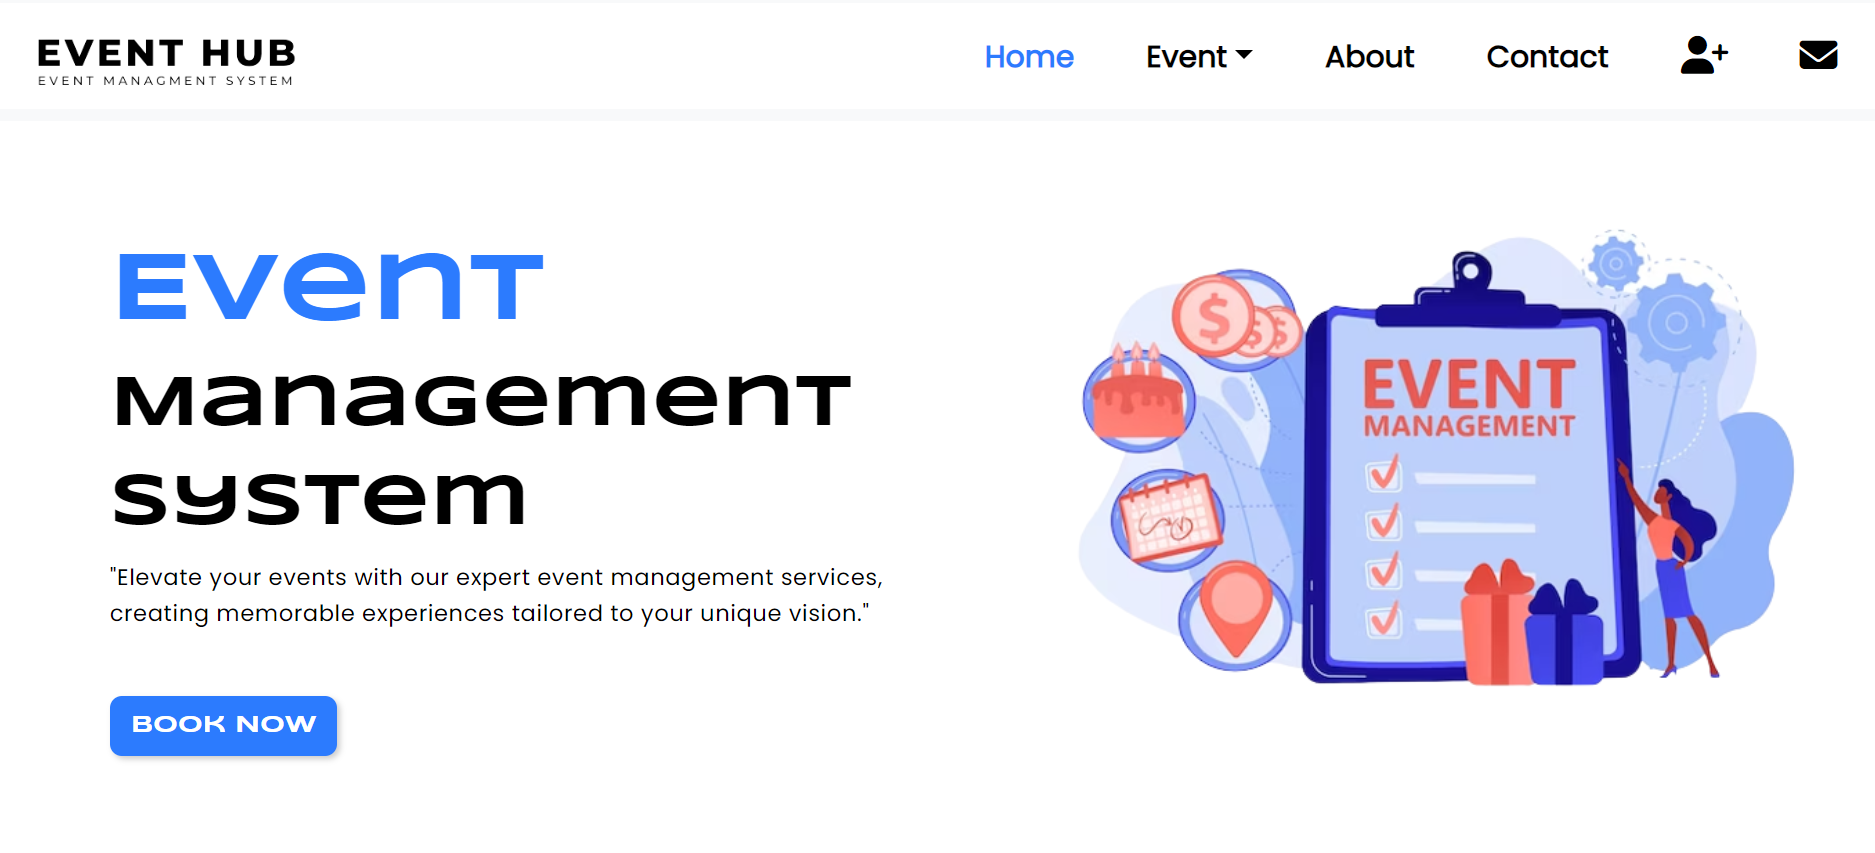 EVENT HUB
EVENT MANAGMENT SYSTEM
Home
Event
About
Contact
Event
Management
System
"Elevate your events with our expert event management services,
creating memorable experiences tailored to your unique vision."
BOOK NOW
$
$
$
EVENT
MANAGEMENT